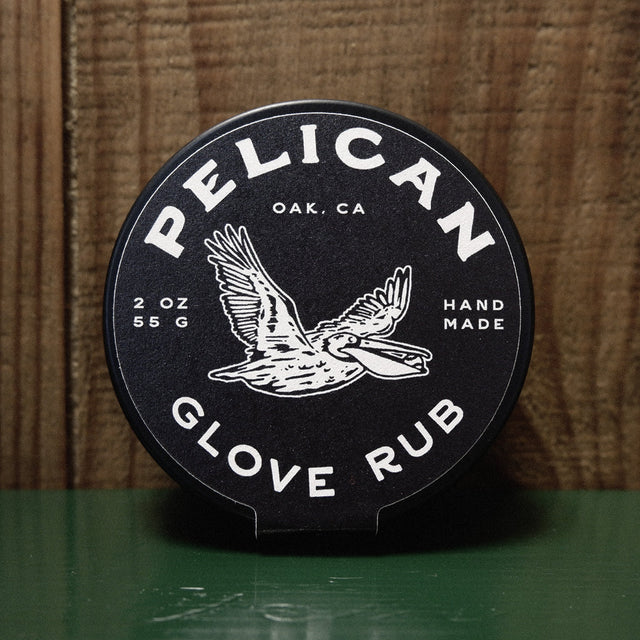 PELICAN
OAK, CA
2 OZ
55 G
HAND
MADE
GLOVE RUB